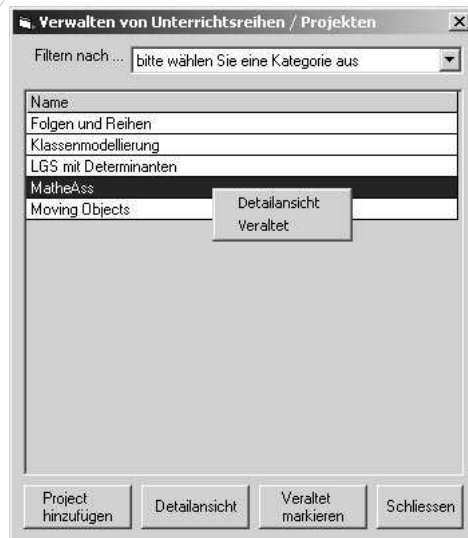 Verwalten von Unterrichtsreihen / Projekten
Filtern nach ... bitte wählen Sie eine Kategorie aus
Name
Folgen und Reihen
Klassenmodellierung
LGS mit Determinanten
MatheAss
Moving Objects
Detailansicht
Veraltet
Project
hinzufügen
Detailansicht
Veraltet
markieren
Schliessen